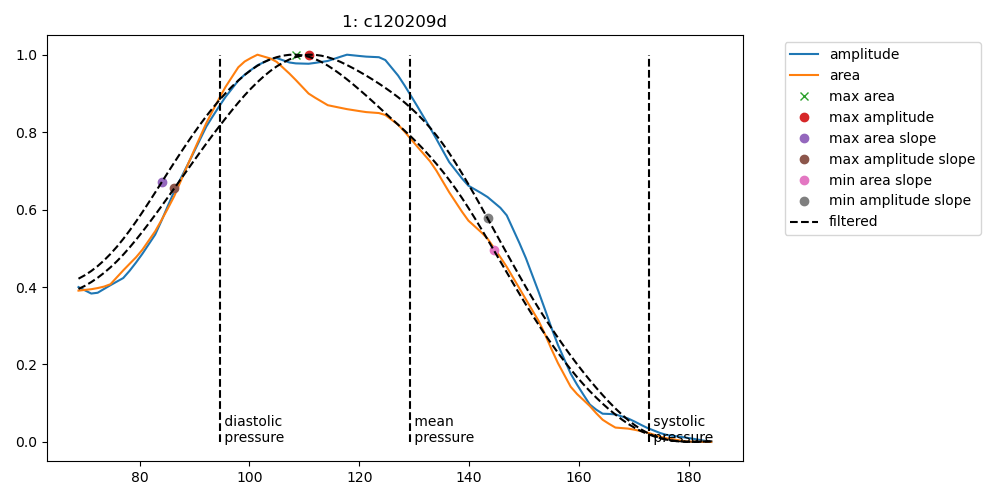 1: c120209d
1.0
0.8
0.6
0.4
0.2
0.0
80
100
120
140
160
180
diastolic
pressure
mean
pressure
systolic
pressure
amplitude
area
max area
max amplitude
max area slope
max amplitude slope
min area slope
min amplitude slope
filtered